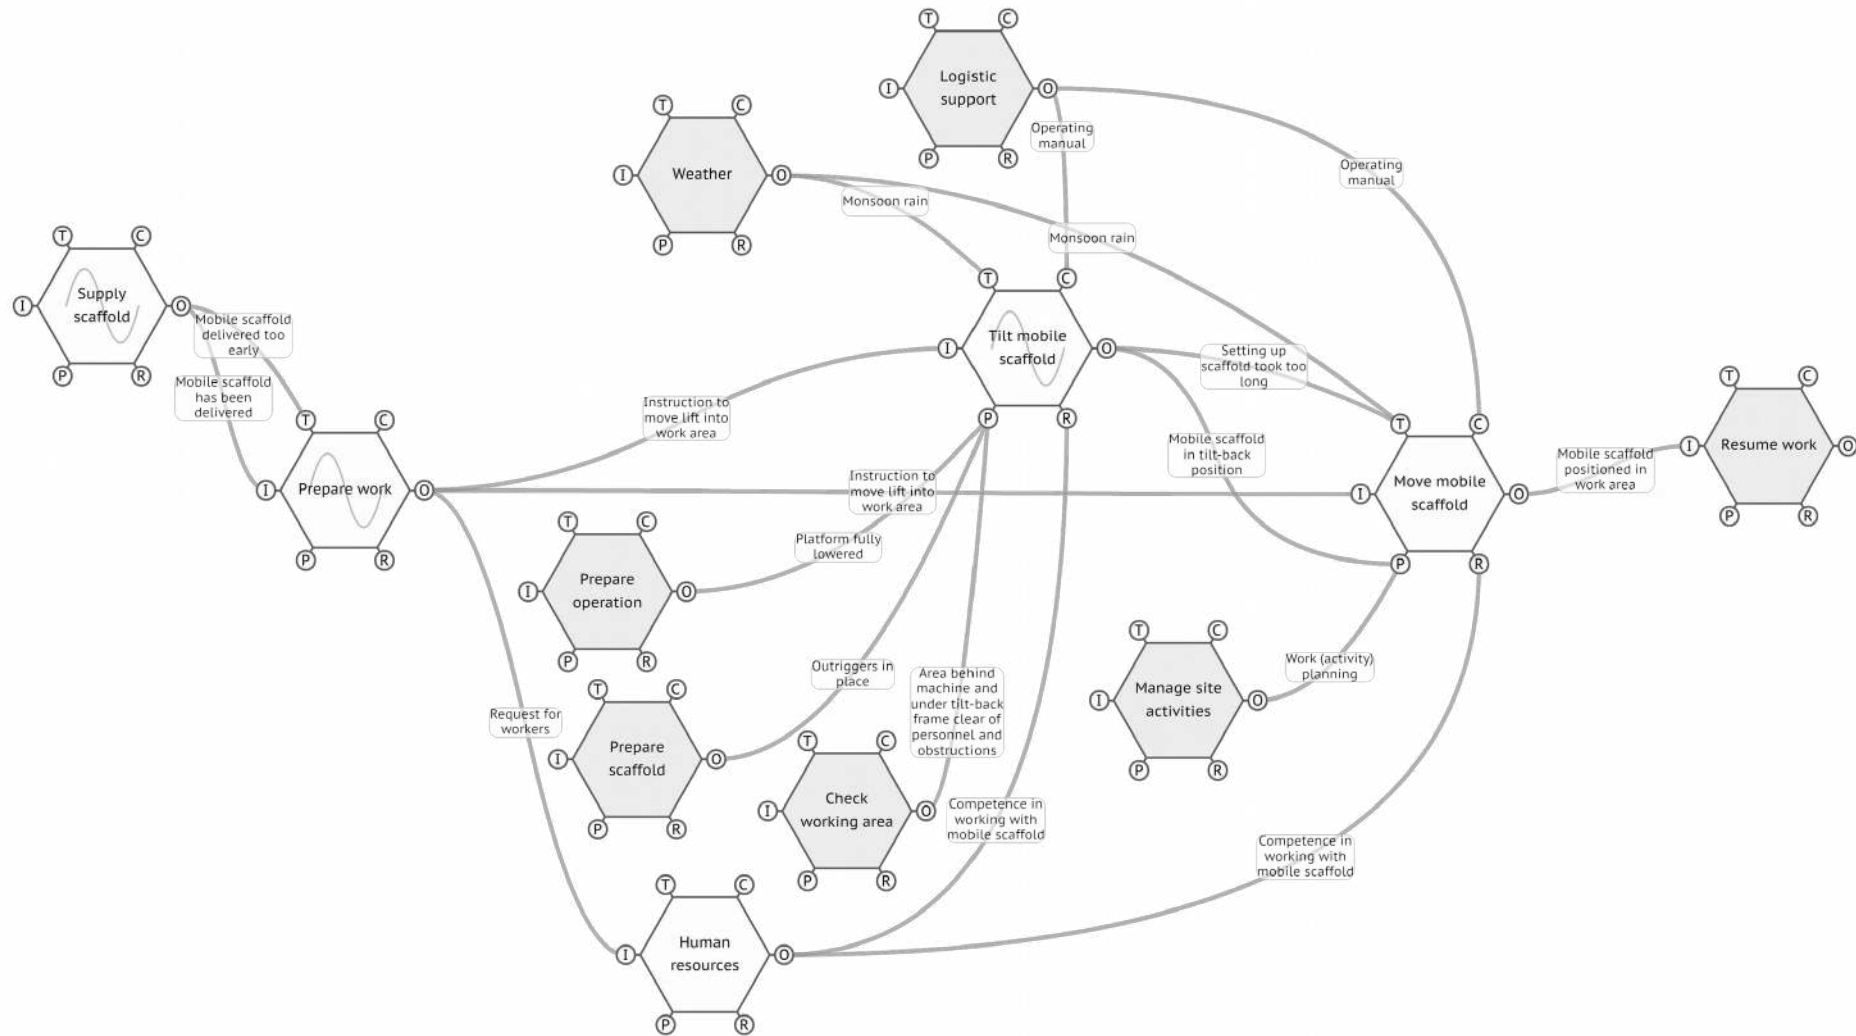 T
C
Logistic
support
I
O
P
R
Operating
manual
Operating
manual
T
C
Weather
I
O
P
R
Monsoon rain
Monsoon rain
T
C
Supply
scaffold
I
O
P
R
Mobile scaffold
delivered too
early
Mobile scaffold
has been
delivered
T
C
Tilt mobile
scaffold
I
O
P
R
Setting up
scaffold took too
long
Mobile scaffold
in tilt-back
position
T
C
Prepare work
I
O
P
R
Instruction to
move lift into
work area
Instruction to
move lift into
work area
T
C
Move mobile
scaffold
I
O
P
R
Mobile scaffold
positioned in
work area
T
C
Resume work
I
O
P
R
T
C
Prepare
operation
I
O
P
R
Platform fully
lowered
T
C
Prepare
scaffold
I
O
P
R
Outriggers in
place
Request for
workers
Area behind
machine and
under tilt-back
frame clear of
personnel and
obstructions
T
C
Manage site
activities
I
O
P
R
Work (activity)
planning
T
C
Check
working area
I
O
P
R
Competence in
working with
mobile scaffold
Competence in
working with
mobile scaffold
T
C
Human
resources
I
O
P
R